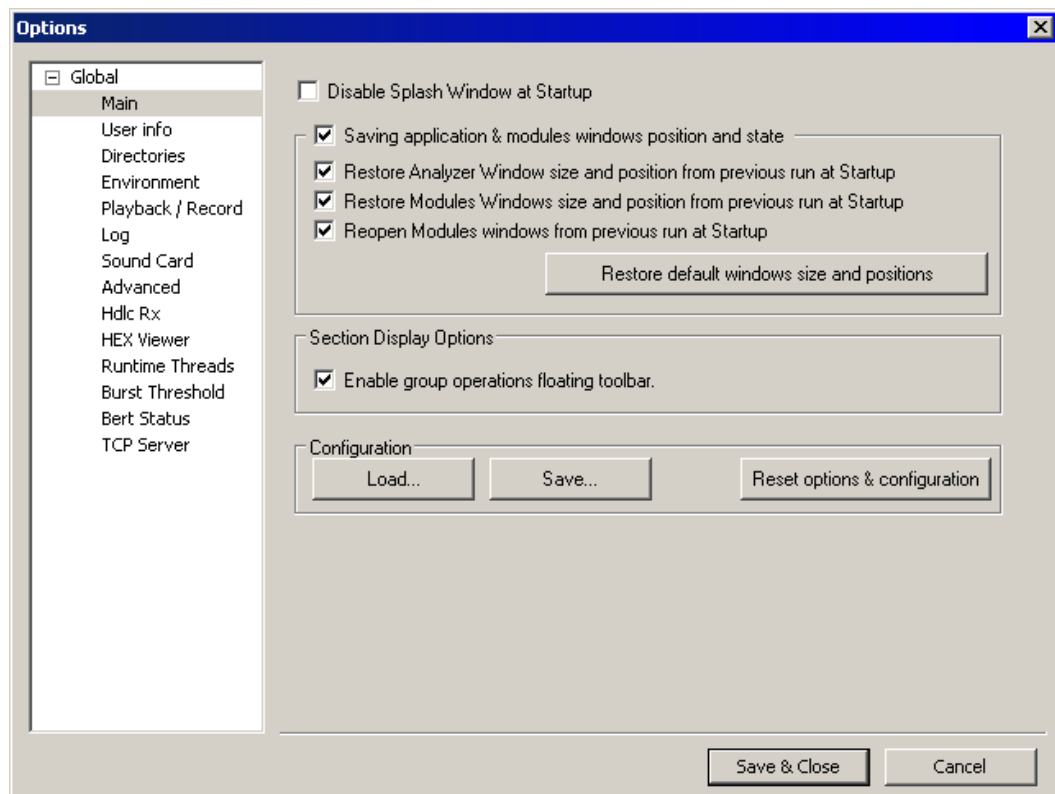 Options
Global
Main
User info
Directories
Environment
Playback / Record
Log
Sound Card
Advanced
Hdlc Rx
HEX Viewer
Runtime Threads
Burst Threshold
Bert Status
TCP Server
Disable Splash Window at Startup
Saving application & modules windows position and state
Restore Analyzer Window size and position from previous run at Startup
Restore Modules Windows size and position from previous run at Startup
Reopen Modules windows from previous run at Startup
Restore default windows size and positions
Section Display Options
Enable group operations floating toolbar.
Configuration
Load...
Save...
Reset options & configuration
Save & Close
Cancel